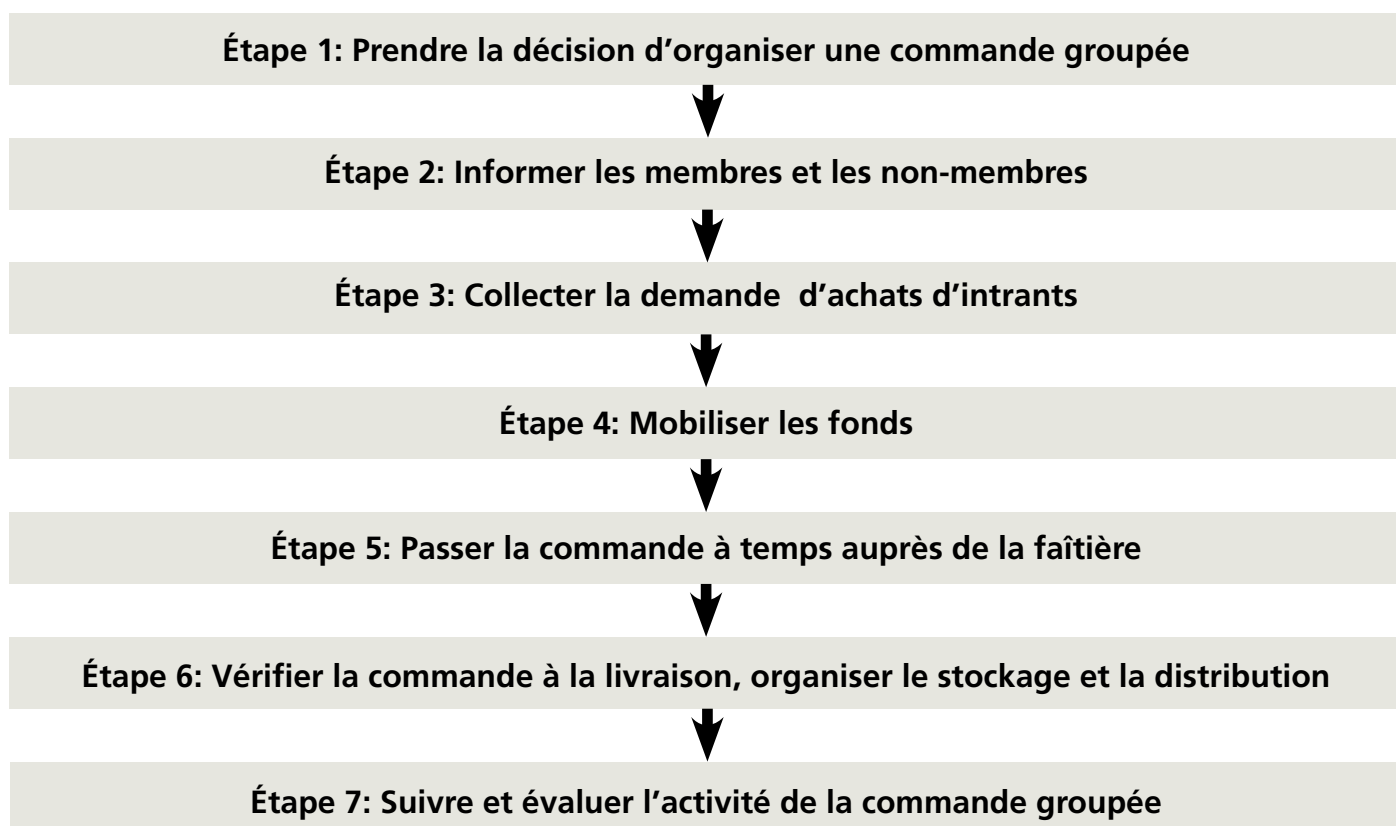 Étape 1: Prendre la décision d’organiser une commande groupée
Étape 2: Informer les membres et les non-membres
Étape 3: Collecter la demande  d’achats d’intrants
Étape 4: Mobiliser les fonds
Étape 5: Passer la commande à temps auprès de la faîtière
Étape 6: Vérifier la commande à la livraison, organiser le stockage et la distribution
Étape 7: Suivre et évaluer l’activité de la commande groupée